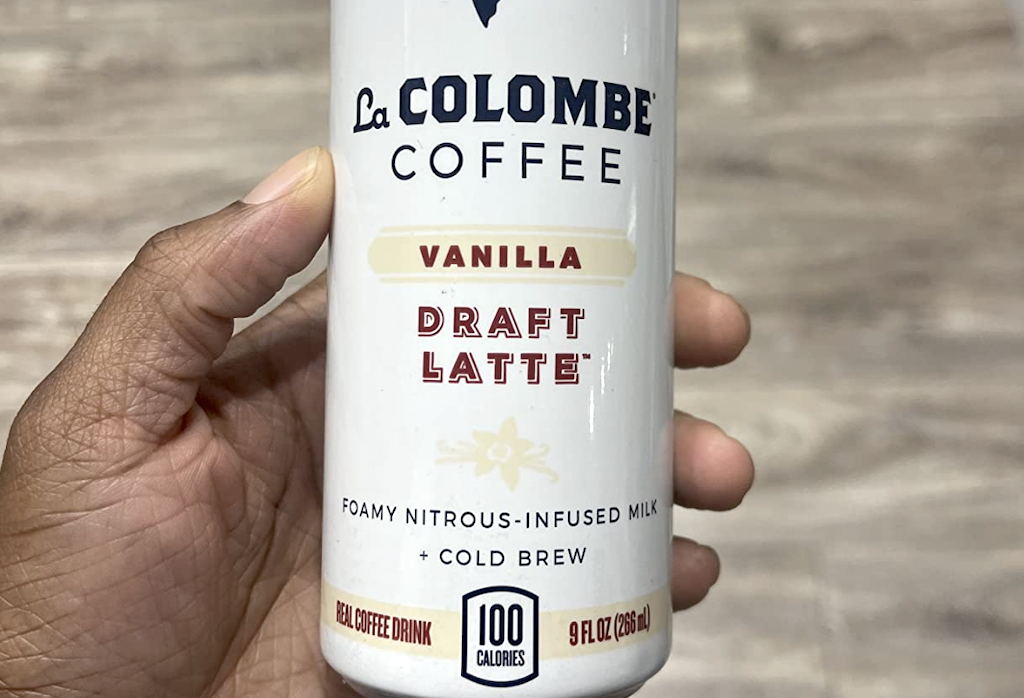 La COLOMBE
COFFEE
VANILLA
DRAFT
LATTE™
FOAMY NITROUS-INFUSED MILK
+ COLD BREW
REAL COFFEE DRINK
100
CALORIES
9 FL OZ (266 mL)